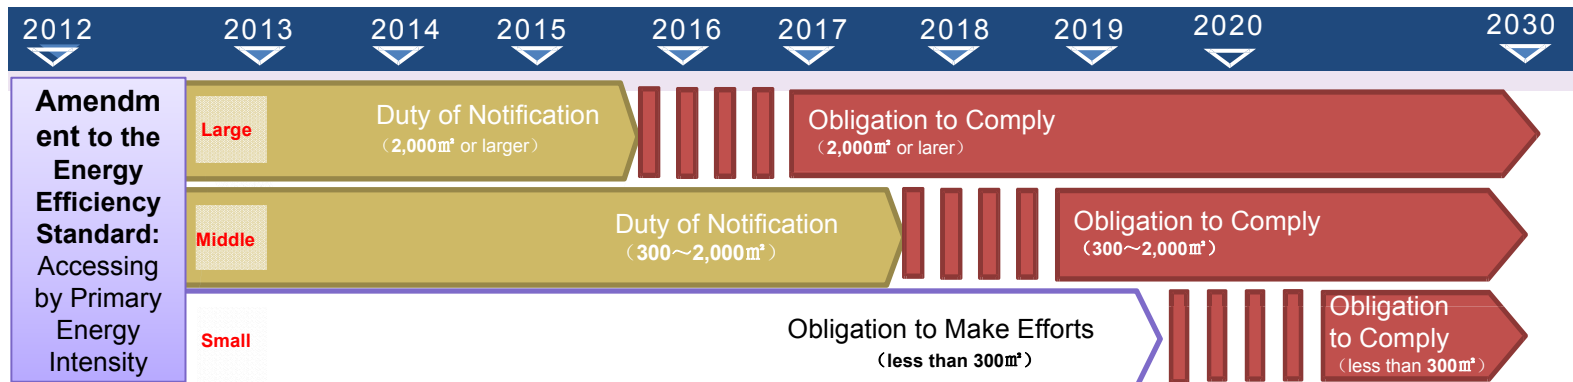 2012 2013 2014 2015 2016 2017 2018 2019 2020 2030
Amendm
ent to the
Energy
Efficiency
Standard:
Accessing
by Primary
Energy
Intensity
Large
Duty of Notification
（2,000㎡ or larger）
Obligation to Comply
（2,000㎡ or larer）
Middle
Duty of Notification
（300～2,000㎡）
Obligation to Comply
（300～2,000㎡）
Small
Obligation to Make Efforts
（less than 300㎡）
Obligation
to Comply
（less than 300㎡）